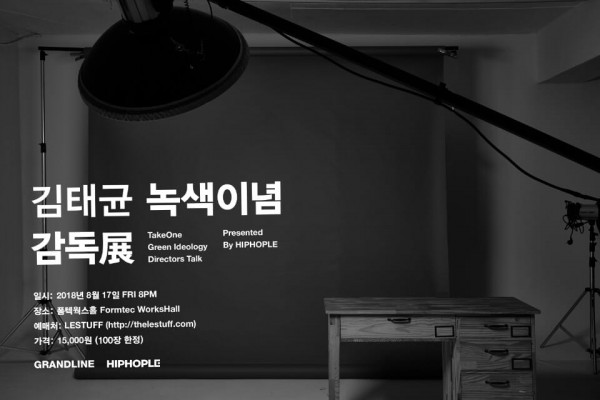 김태균 녹색이념
감독展
TakeOne
Green Ideology
Directors Talk
Presented
By HIPHOPLE
일시: 2018년 8월 17일 FRI 8PM
장소: 폼텍웍스홀 Formtec WorksHall
예매처: LESTUFF (http://thelestuff.com)
가격: 15,000원 (100장 한정)
GRANDLINE HIPHOPLE